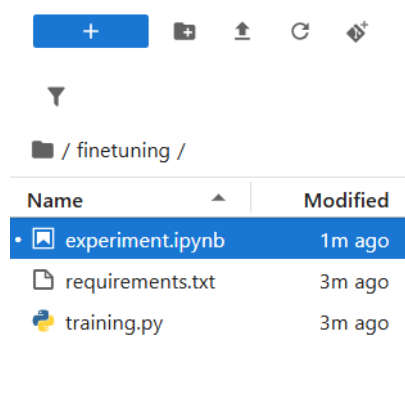 / finetuning /
Name Modified
experiment.ipynb 1m ago
requirements.txt 3m ago
training.py 3m ago